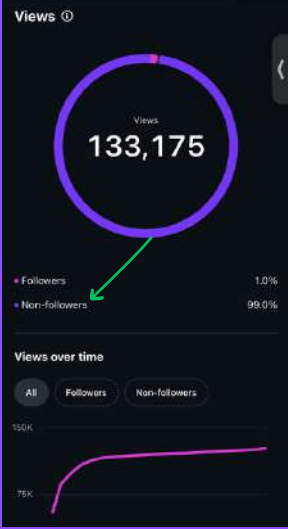 Views
Views
133,175
Followers 1.0%
Non-followers 99.0%
Views over time
All Followers Non-followers
150K
75K